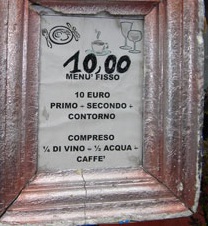 10,00
MENU' FISSO
10 EURO
PRIMO + SECONDO +
CONTORNO
COMPRESO
¼ DI VINO + ½ ACQUA +
CAFFE'